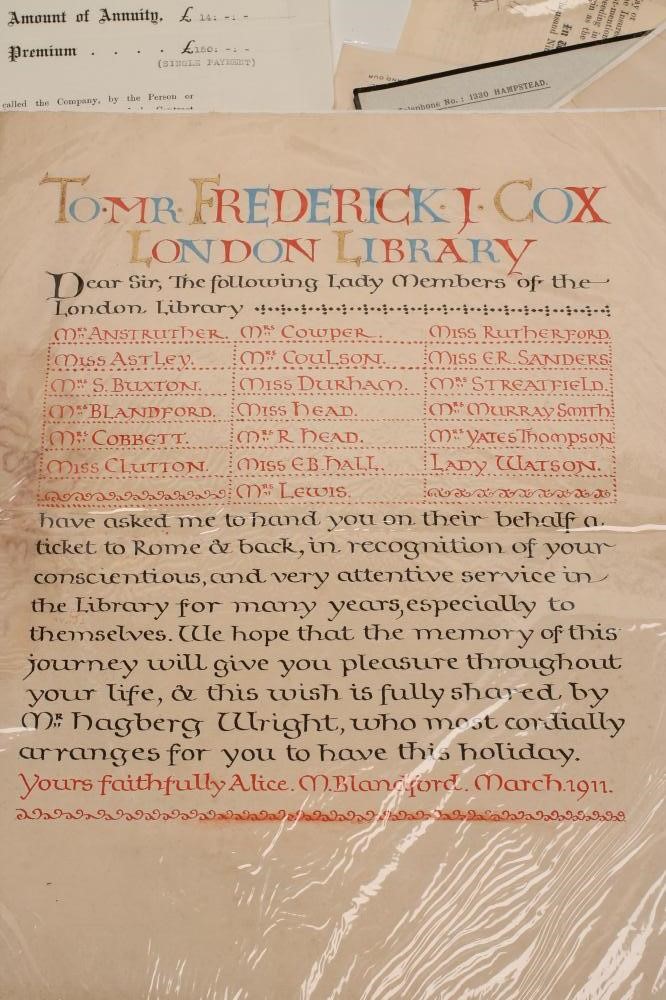 Amount of Annuity, £ 14: -: -
Premium . . . . £150: -: -
(SINGLE PAYMENT)
called the Company, by the Person or
Telephone No.: 1330 HAMPSTEAD.
To·MR·FREDERICK·J·COX
LONDON LIBRARY
Dear Sir, The following Lady Members of the
London Library
Mrs ANSTRUTHER. Mrs COWPER. MISS RUTHERFORD.
MISS ASTLEY. Mrs COULSON. MISS E.R. SANDERS
Mrs S. BUXTON. MISS DURHAM. Mrs STREATFIELD.
Mrs BLANDFORD. MISS HEAD. Mrs MURRAY SMITH
Mrs COBBETT. Mrs R HEAD. Mrs YATES THOMPSON
MISS CLUTTON. MISS E.B. HALL. LADY WATSON.
Mrs LEWIS.
have asked me to hand you on their behalf a
ticket to Rome & back, in recognition of your
conscientious, and very attentive service in
the Library for many years, especially to
themselves. We hope that the memory of this
journey will give you pleasure throughout
your life, & this wish is fully shared by
Mr Hagberg Wright, who most cordially
arranges for you to have this holiday.
Yours faithfully Alice. M. Blandford. March. 1911.